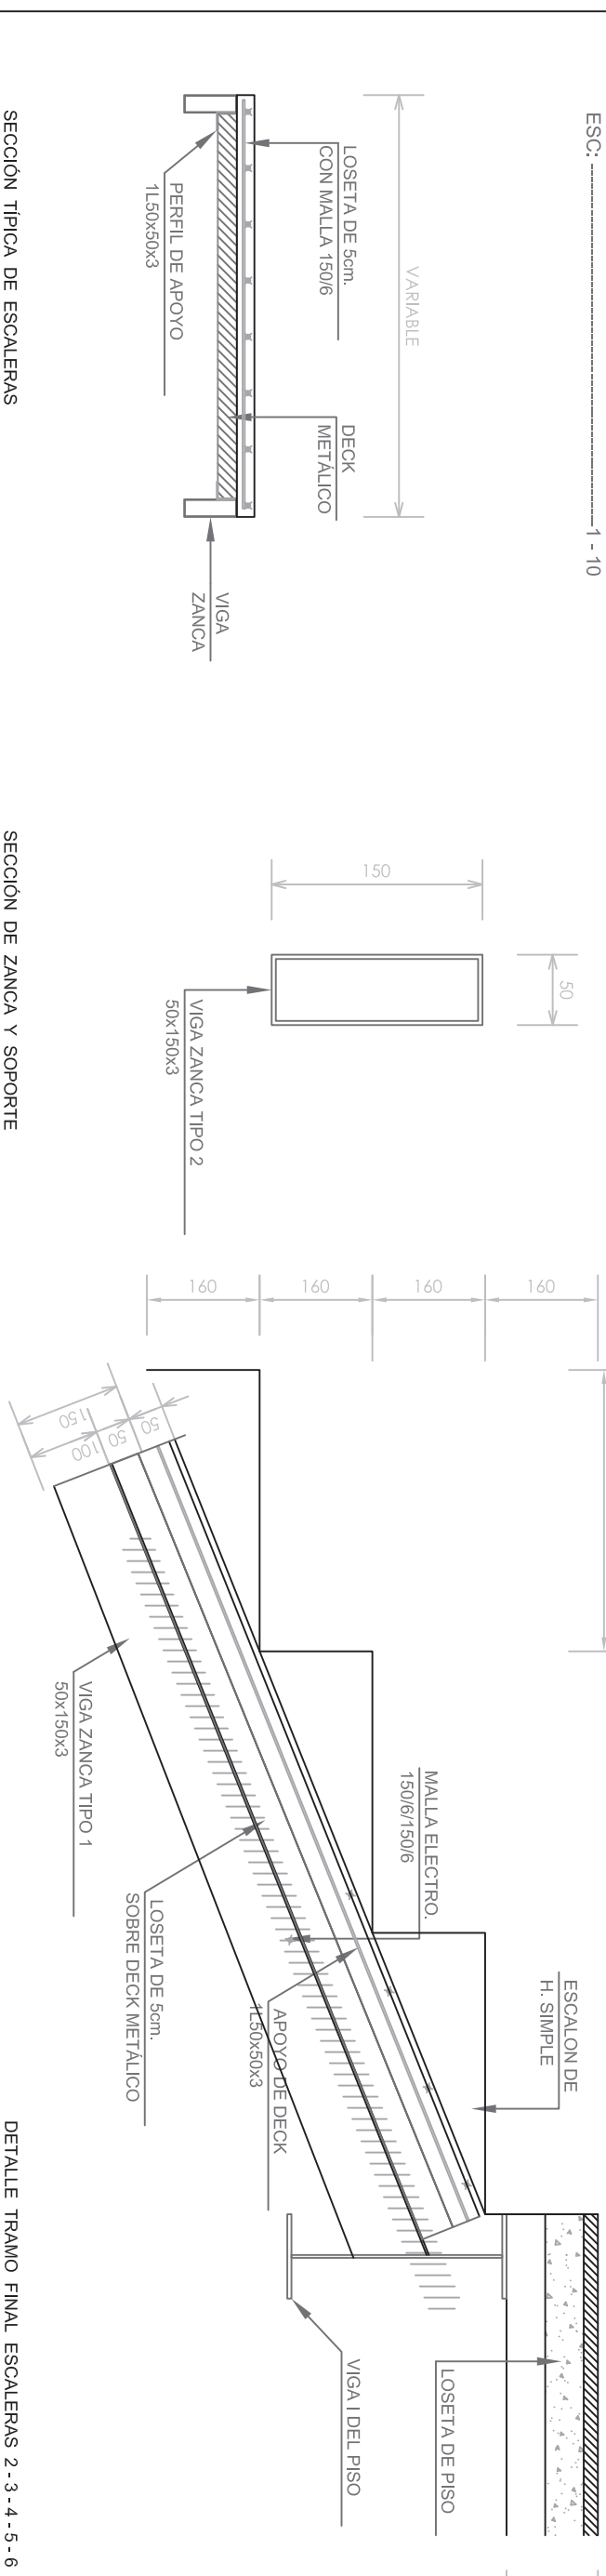 ESC: ----------------------------------------1 - 10
VARIABLE
LOSETA DE 5cm.
CON MALLA 150/6
DECK
METÁLICO
PERFIL DE APOYO
1L50x50x3
VIGA
ZANCA
SECCIÓN TÍPICA DE ESCALERAS
50
150
VIGA ZANCA TIPO 2
50x150x3
SECCIÓN DE ZANCA Y SOPORTE
160
160
160
160
50
50
100
150
ESCALON DE
H. SIMPLE
MALLA ELECTRO.
150/6/150/6
LOSETA DE PISO
VIGA I DEL PISO
APOYO DE DECK
1L50x50x3
LOSETA DE 5cm.
SOBRE DECK METÁLICO
VIGA ZANCA TIPO 1
50x150x3
DETALLE TRAMO FINAL ESCALERAS 2 - 3 - 4 - 5 - 6